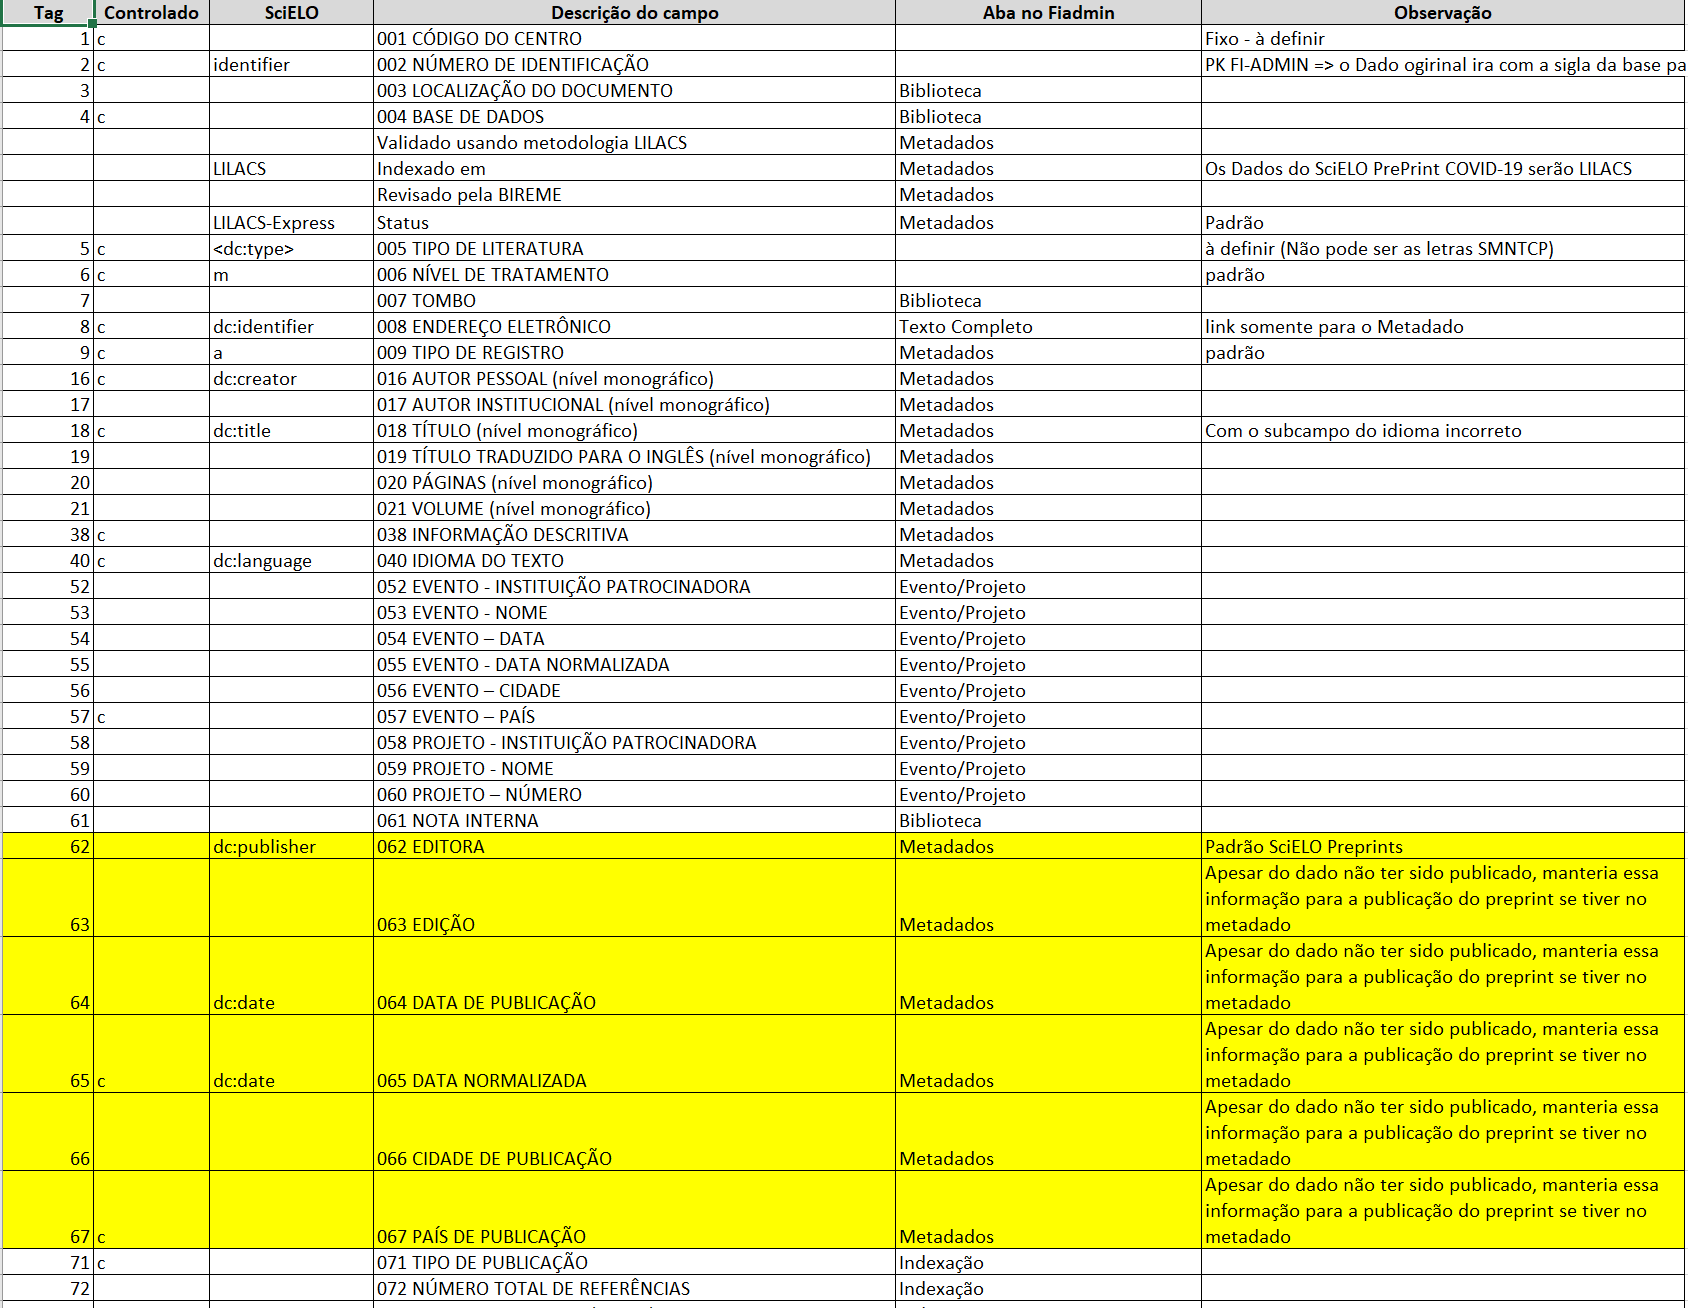 Tag Controlado SciELO Descrição do campo Aba no Fiadmin Observação
1 c 001 CÓDIGO DO CENTRO Fixo - à definir
2 c identifier 002 NÚMERO DE IDENTIFICAÇÃO PK FI-ADMIN => o Dado ogirinal ira com a sigla da base pa
3 003 LOCALIZAÇÃO DO DOCUMENTO Biblioteca
4 c 004 BASE DE DADOS Biblioteca
Validado usando metodologia LILACS Metadados
LILACS Indexado em Metadados Os Dados do SciELO PrePrint COVID-19 serão LILACS
Revisado pela BIREME Metadados
LILACS-Express Status Metadados Padrão
5 c <dc:type> 005 TIPO DE LITERATURA à definir (Não pode ser as letras SMNTCP)
6 c m 006 NÍVEL DE TRATAMENTO padrão
7 007 TOMBO Biblioteca
8 c dc:identifier 008 ENDEREÇO ELETRÔNICO Texto Completo link somente para o Metadado
9 c a 009 TIPO DE REGISTRO Metadados padrão
16 c dc:creator 016 AUTOR PESSOAL (nível monográfico) Metadados
17 017 AUTOR INSTITUCIONAL (nível monográfico) Metadados
18 c dc:title 018 TÍTULO (nível monográfico) Metadados Com o subcampo do idioma incorreto
19 019 TÍTULO TRADUZIDO PARA O INGLÊS (nível monográfico) Metadados
20 020 PÁGINAS (nível monográfico) Metadados
21 021 VOLUME (nível monográfico) Metadados
38 c 038 INFORMAÇÃO DESCRITIVA Metadados
40 c dc:language 040 IDIOMA DO TEXTO Metadados
52 052 EVENTO - INSTITUIÇÃO PATROCINADORA Evento/Projeto
53 053 EVENTO - NOME Evento/Projeto
54 054 EVENTO – DATA Evento/Projeto
55 055 EVENTO - DATA NORMALIZADA Evento/Projeto
56 056 EVENTO – CIDADE Evento/Projeto
57 c 057 EVENTO – PAÍS Evento/Projeto
58 058 PROJETO - INSTITUIÇÃO PATROCINADORA Evento/Projeto
59 059 PROJETO - NOME Evento/Projeto
60 060 PROJETO – NÚMERO Evento/Projeto
61 061 NOTA INTERNA Biblioteca
62 dc:publisher 062 EDITORA Metadados Padrão SciELO Preprints
Apesar do dado não ter sido publicado, manteria essa
informação para a publicação do preprint se tiver no
63 063 EDIÇÃO Metadados metadado
Apesar do dado não ter sido publicado, manteria essa
informação para a publicação do preprint se tiver no
64 dc:date 064 DATA DE PUBLICAÇÃO Metadados metadado
Apesar do dado não ter sido publicado, manteria essa
informação para a publicação do preprint se tiver no
65 c dc:date 065 DATA NORMALIZADA Metadados metadado
Apesar do dado não ter sido publicado, manteria essa
informação para a publicação do preprint se tiver no
66 066 CIDADE DE PUBLICAÇÃO Metadados metadado
Apesar do dado não ter sido publicado, manteria essa
informação para a publicação do preprint se tiver no
67 c 067 PAÍS DE PUBLICAÇÃO Metadados metadado
71 c 071 TIPO DE PUBLICAÇÃO Indexação
72 072 NÚMERO TOTAL DE REFERÊNCIAS Indexação